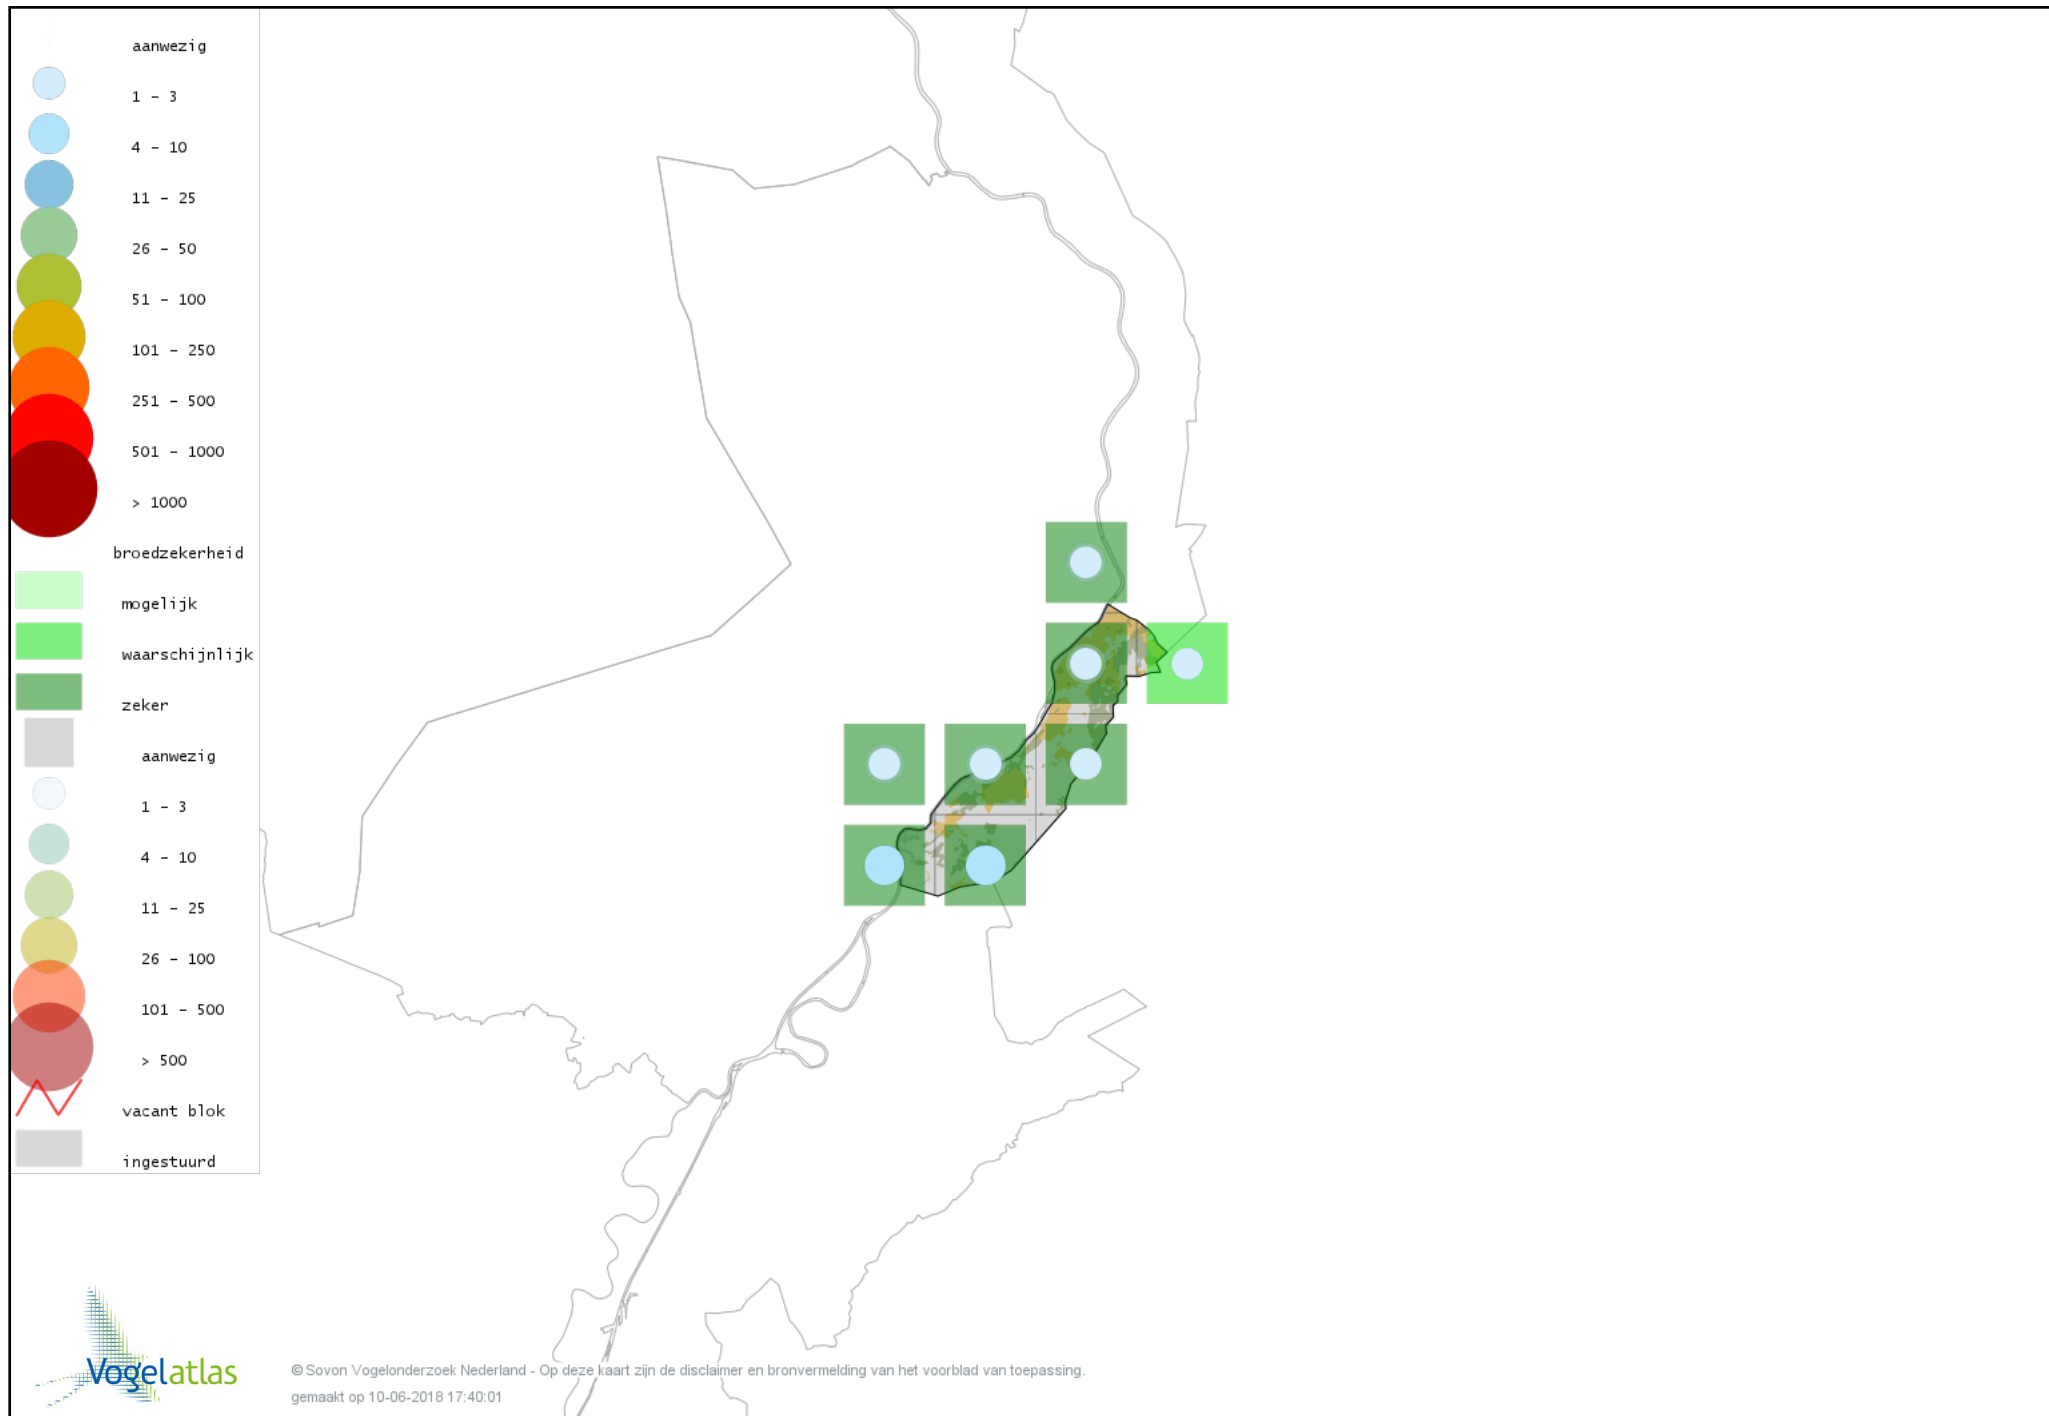 aanwezig
1 - 3
4 - 10
11 - 25
26 - 50
51 - 100
101 - 250
251 - 500
501 - 1000
> 1000
broedzekerheid
mogelijk
waarschijnlijk
zeker
aanwezig
1 - 3
4 - 10
11 - 25
26 - 100
101 - 500
> 500
vacant blok
ingestuurd
Vogelatlas
© Sovon Vogelonderzoek Nederland - Op deze kaart zijn de disclaimer en bronvermelding van het voorblad van toepassing.
gemaakt op 10-06-2018 17:40:01